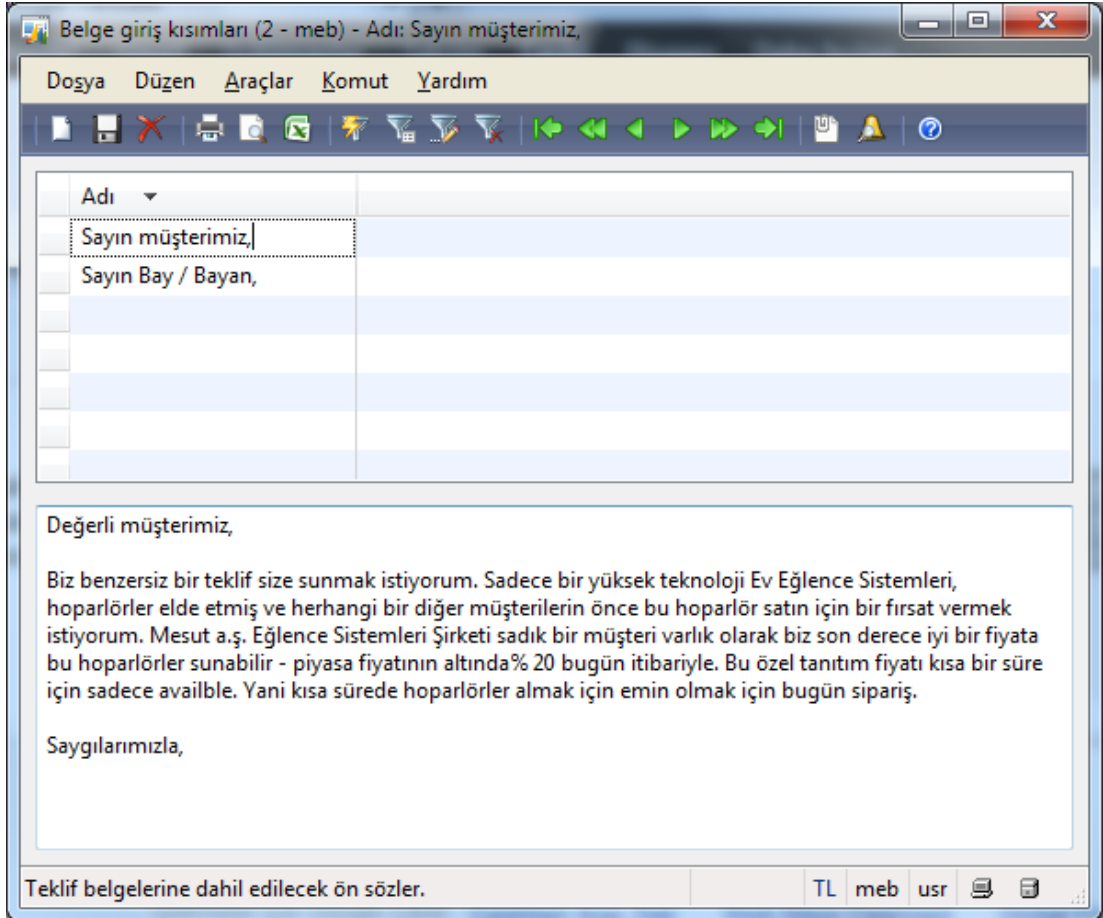 Belge giriş kısımları (2 - meb) - Adı: Sayın müşterimiz,
Dosya Düzen Araçlar Komut Yardım
Adı
Sayın müşterimiz,
Sayın Bay / Bayan,
Değerli müşterimiz,
Biz benzersiz bir teklif size sunmak istiyorum. Sadece bir yüksek teknoloji Ev Eğlence Sistemleri,
hoparlörler elde etmiş ve herhangi bir diğer müşterilerin önce bu hoparlör satın için bir fırsat vermek
istiyorum. Mesut a.ş. Eğlence Sistemleri Şirketi sadık bir müşteri varlık olarak biz son derece iyi bir fiyata
bu hoparlörler sunabilir - piyasa fiyatının altında% 20 bugün itibariyle. Bu özel tanıtım fiyatı kısa bir süre
için sadece availble. Yani kısa sürede hoparlörler almak için emin olmak için bugün sipariş.
Saygılarımızla,
Teklif belgelerine dahil edilecek ön sözler. TL meb usr